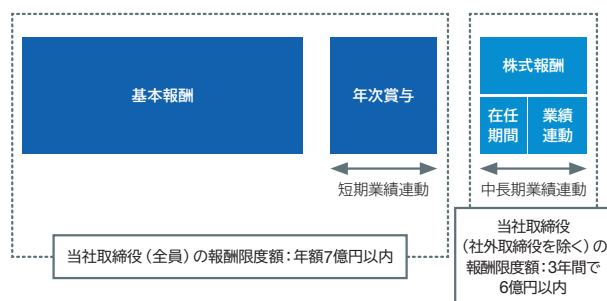 基本報酬
年次賞与
株式報酬
在任
期間
業績
連動
短期業績連動
中長期業績連動
当社取締役（全員）の報酬限度額：年額7億円以内
当社取締役
（社外取締役を除く）の
報酬限度額：3年間で
6億円以内